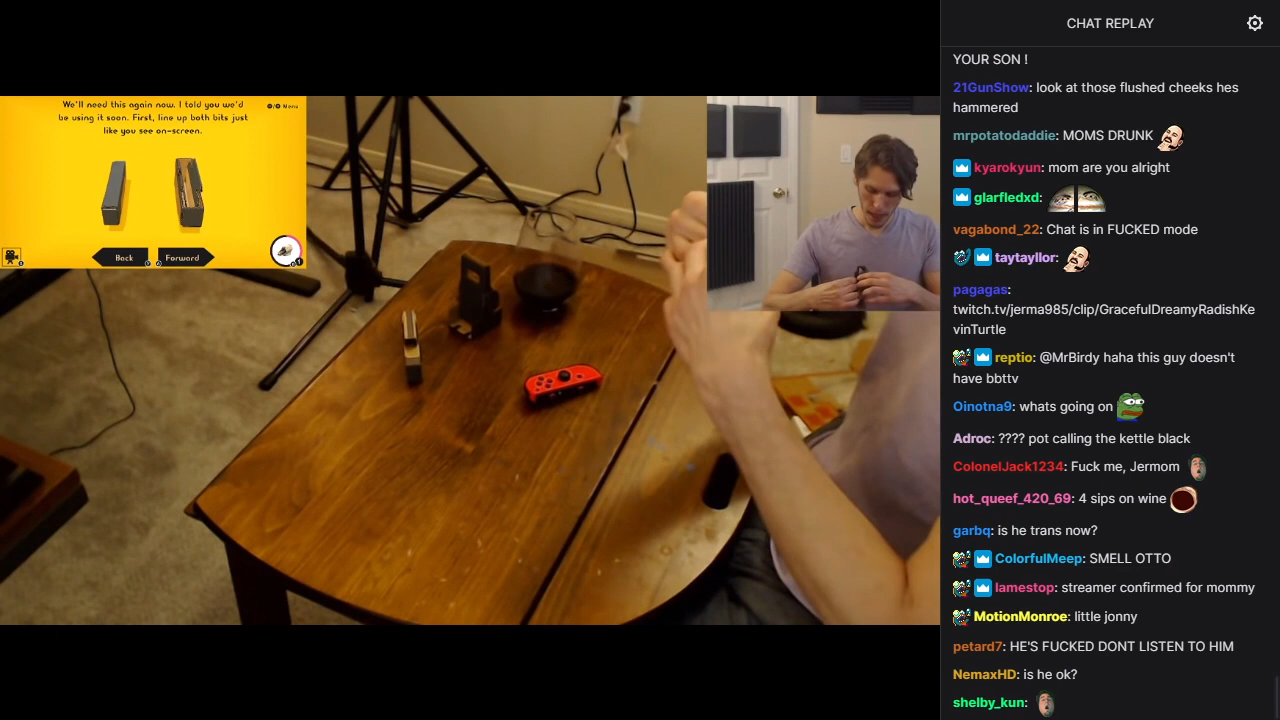 We'll need this again now. I told you we'd
be using it soon. First, line up both bits just
like you see on-screen.
Menu
Back
Forward
CHAT REPLAY
YOUR SON !
21GunShow: look at those flushed cheeks hes
hammered
mrpotatodaddie: MOMS DRUNK
kyarokyun: mom are you alright
glarfledxd:
vagabond_22: Chat is in FUCKED mode
taytayllor:
pagagas:
twitch.tv/jerma985/clip/GracefulDreamyRadishKe
vinTurtle
reptio: @MrBirdy haha this guy doesn't
have bbttv
Oinotna9: whats going on
Adroc: ???? pot calling the kettle black
ColonelJack1234: Fuck me, Jermom
hot_queef_420_69: 4 sips on wine
garbq: is he trans now?
ColorfulMeep: SMELL OTTO
lamestop: streamer confirmed for mommy
MotionMonroe: little jonny
petard7: HE'S FUCKED DONT LISTEN TO HIM
NemaxHD: is he ok?
shelby_kun: